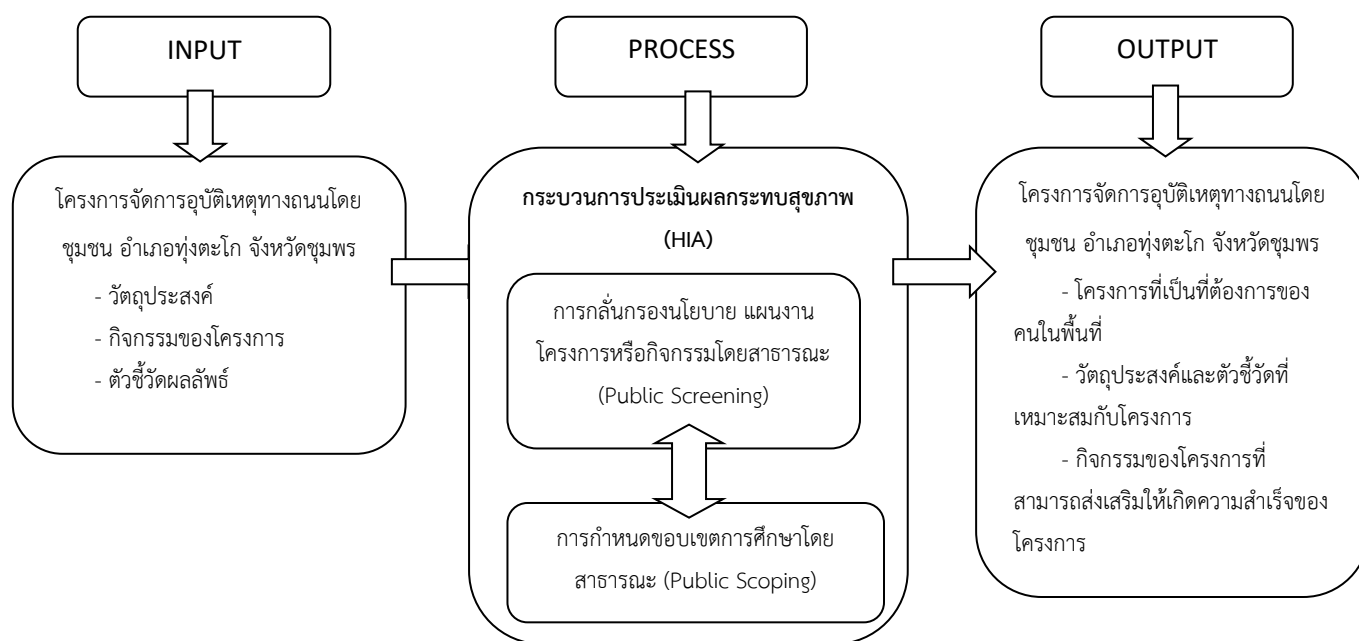 INPUT
PROCESS
OUTPUT
โครงการจัดการอุบัติเหตุทางถนนโดย
ชุมชน อำเภอทุ่งตะโก จังหวัดชุมพร
- วัตถุประสงค์
- กิจกรรมของโครงการ
- ตัวชี้วัดผลลัพธ์
กระบวนการประเมินผลกระทบสุขภาพ
(HIA)
การกลั่นกรองนโยบาย แผนงาน
โครงการหรือกิจกรรมโดยสาธารณะ
(Public Screening)
การกำหนดขอบเขตการศึกษาโดย
สาธารณะ (Public Scoping)
โครงการจัดการอุบัติเหตุทางถนนโดย
ชุมชน อำเภอทุ่งตะโก จังหวัดชุมพร
- โครงการที่เป็นที่ต้องการของ
คนในพื้นที่
- วัตถุประสงค์และตัวชี้วัดที่
เหมาะสมกับโครงการ
- กิจกรรมของโครงการที่
สามารถส่งเสริมให้เกิดความสำเร็จของ
โครงการ